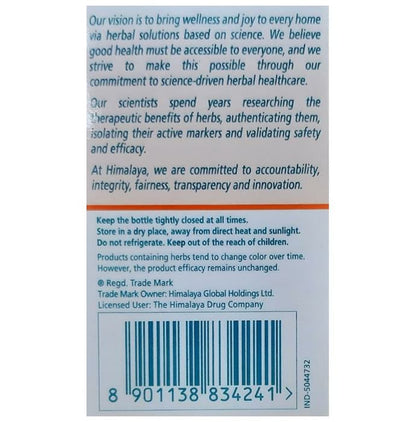 Our vision is to bring wellness and joy to every home
via herbal solutions based on science. We believe
good health must be accessible to everyone, and we
strive to make this possible through our
commitment to science-driven herbal healthcare.
Our scientists spend years researching the
therapeutic benefits of herbs, authenticating them,
isolating their active markers and validating safety
and efficacy.
At Himalaya, we are committed to accountability,
integrity, fairness, transparency and innovation.
Keep the bottle tightly closed at all times.
Store in a dry place, away from direct heat and sunlight.
Do not refrigerate. Keep out of the reach of children.
Products containing herbs tend to change color over time.
However, the product efficacy remains unchanged.
® Regd. Trade Mark
Trade Mark Owner: Himalaya Global Holdings Ltd.
Licensed User: The Himalaya Drug Company
8 901138 834241 >
IND-5044732